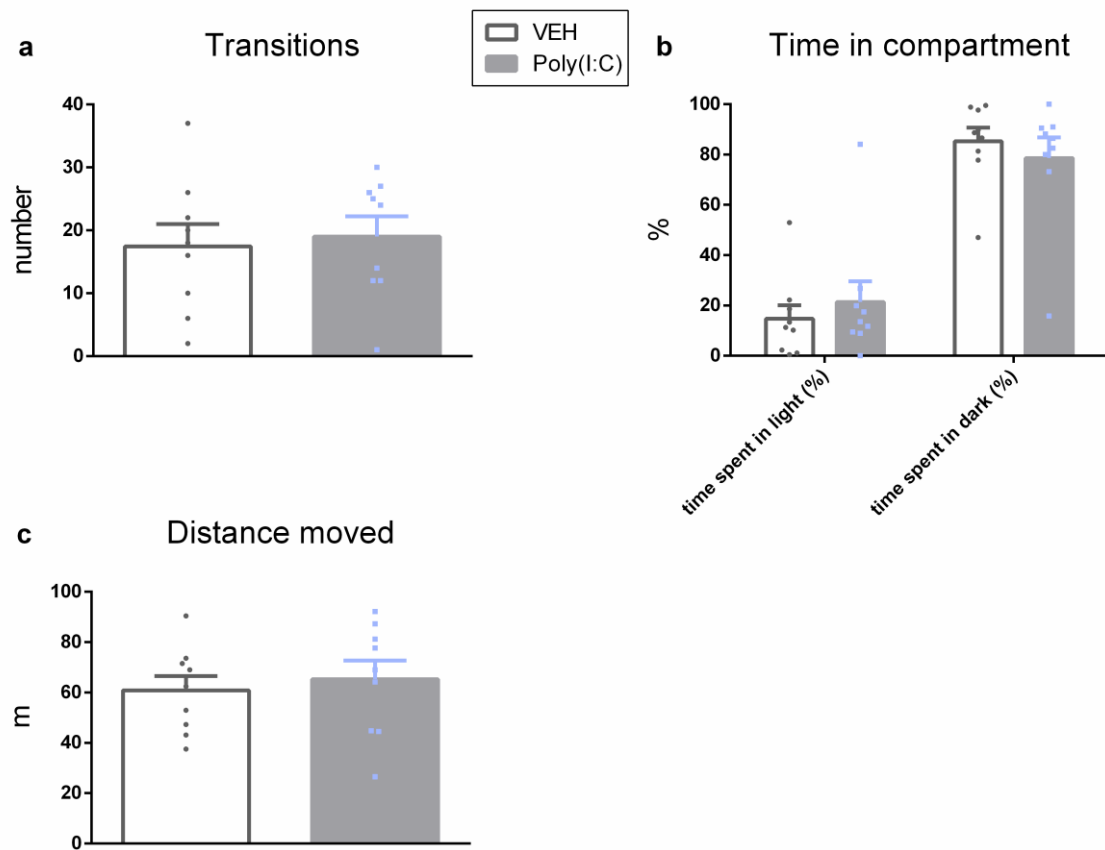 a
Transitions
VEH
Poly(I:C)
b
Time in compartment
40
30
20
10
0
number
100
80
60
40
20
0
%
time spent in light (%)
time spent in dark (%)
c
Distance moved
100
80
60
40
20
0
m